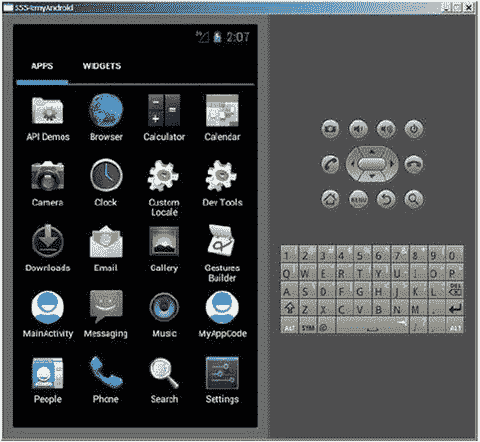 5554:myAndroid
2:07
APPS WIDGETS
API Demos Browser Calculator Calendar
Camera Clock Custom Locale Dev Tools
Downloads Email Gallery Gestures Builder
MainActivity Messaging Music MyAppCode
People Phone Search Settings
MENU
1 2 3 4 5 6 7 8 9 0
Q W E R T Y U I O P
A S D F G H J K L DEL
Z X C V B N M .
ALT SYM @ / , ALT